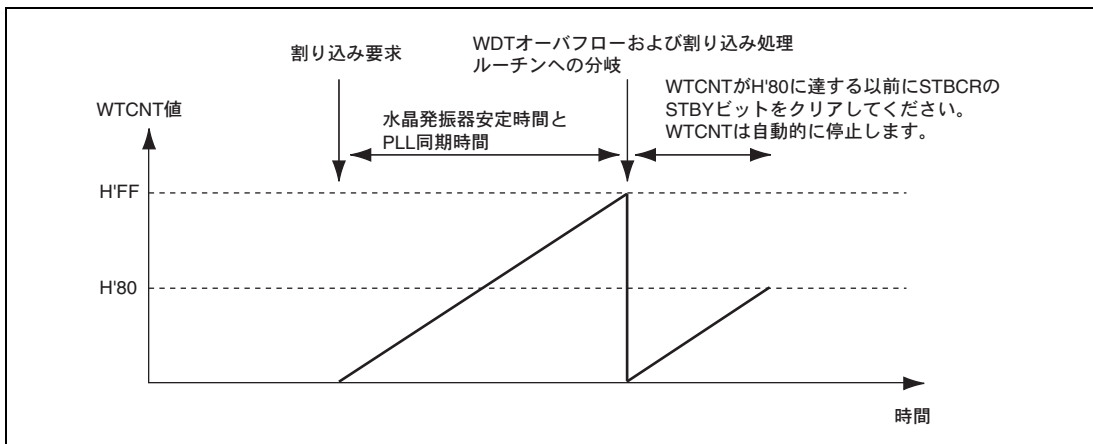 割り込み要求
WDTオーバフローおよび割り込み処理
ルーチンへの分岐
WTCNTがH'80に達する以前にSTBCRの
STBYビットをクリアしてください。
WTCNTは自動的に停止します。
WTCNT値
水晶発振器安定時間と
PLL同期時間
H'FF
H'80
時間